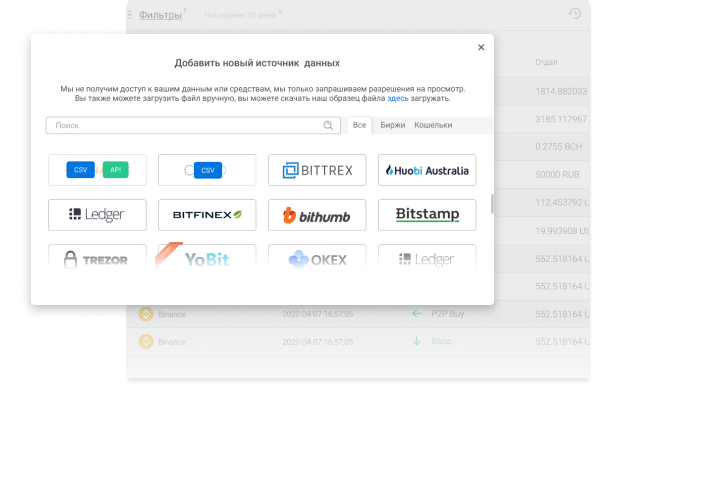 Фильтры 1 Последние 30 дней ×
×
Добавить новый источник данных
Отдал
Мы не получим доступ к вашим данным или средствам, мы только запрашиваем разрешения на просмотр.
Вы также можете загрузить файл вручную, вы можете скачать наш образец файла здесь загружать.
1814.882033
Поиск Все Биржи Кошельки
3185.117967
0.2755 BCH
CSV API CSV BITTREX Huobi Australia
50000 RUB
112.453792 U
Ledger BITFINEX bithumb Bitstamp
19.993908 US
TREZOR YoBit OKEX Ledger
552.518164 U
552.518164 U
Binance 2020-04-07 16:57:05 P2P Buy 552.518164 U
Binance 2020-04-07 16:57:05 Ввод 552.518164 U